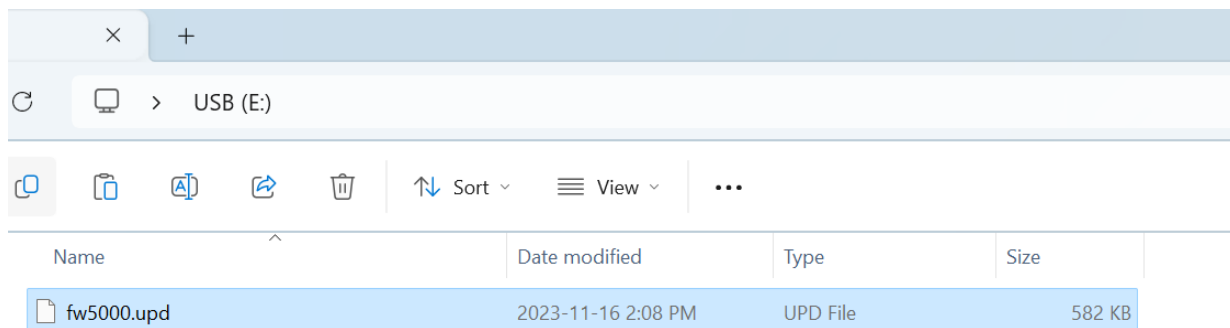 USB (E:)
Sort View
Name Date modified Type Size
fw5000.upd 2023-11-16 2:08 PM UPD File 582 KB